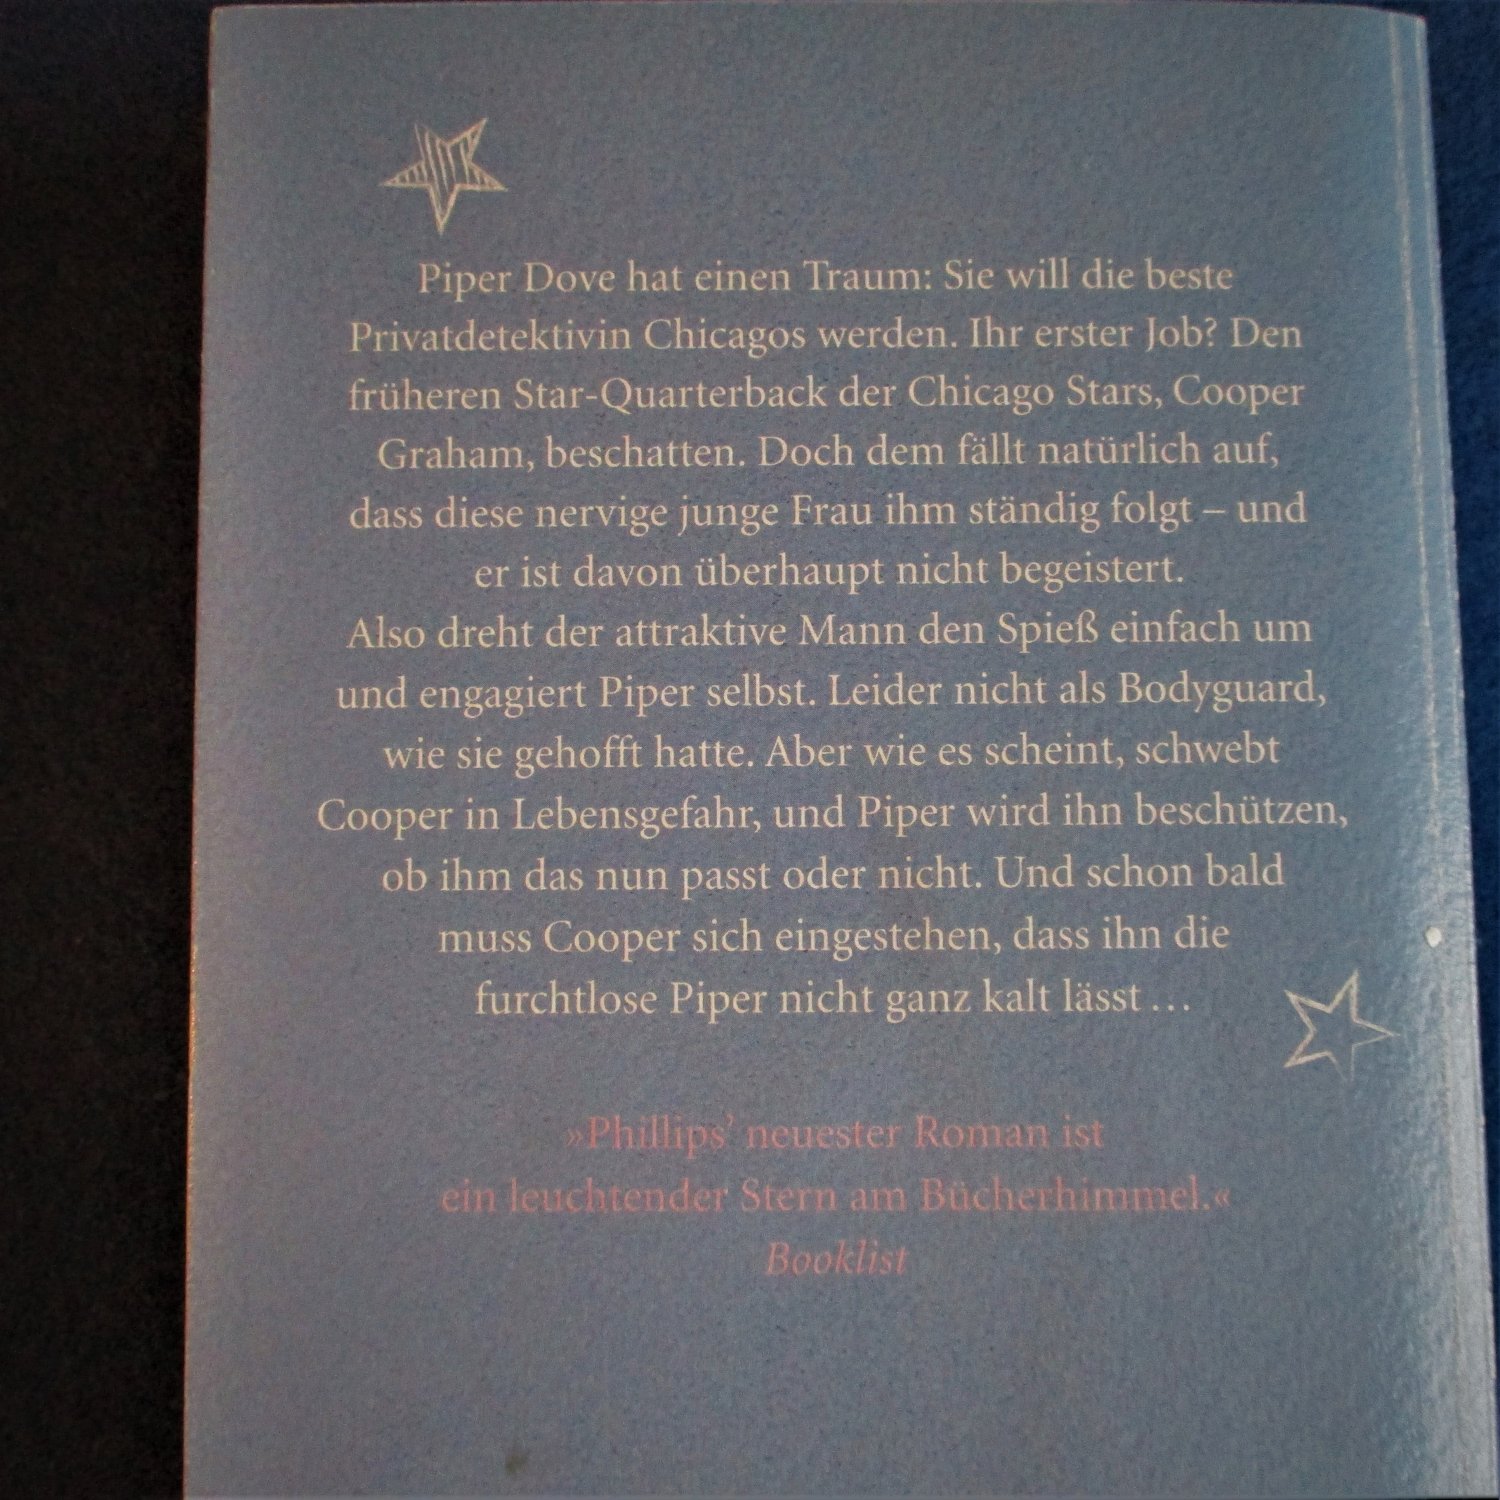 Piper Dove hat einen Traum: Sie will die beste
Privatdetektivin Chicagos werden. Ihr erster Job? Den
früheren Star-Quarterback der Chicago Stars, Cooper
Graham, beschatten. Doch dem fällt natürlich auf,
dass diese nervige junge Frau ihm ständig folgt – und
er ist davon überhaupt nicht begeistert.
Also dreht der attraktive Mann den Spieß einfach um
und engagiert Piper selbst. Leider nicht als Bodyguard,
wie sie gehofft hatte. Aber wie es scheint, schwebt
Cooper in Lebensgefahr, und Piper wird ihn beschützen,
ob ihm das nun passt oder nicht. Und schon bald
muss Cooper sich eingestehen, dass ihn die
furchtlose Piper nicht ganz kalt lässt …
»Phillips’ neuester Roman ist
ein leuchtender Stern am Bücherhimmel.«
Booklist